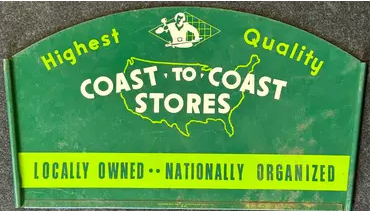 Highest Quality
COAST·TO·COAST
STORES
LOCALLY OWNED·· NATIONALLY ORGANIZED